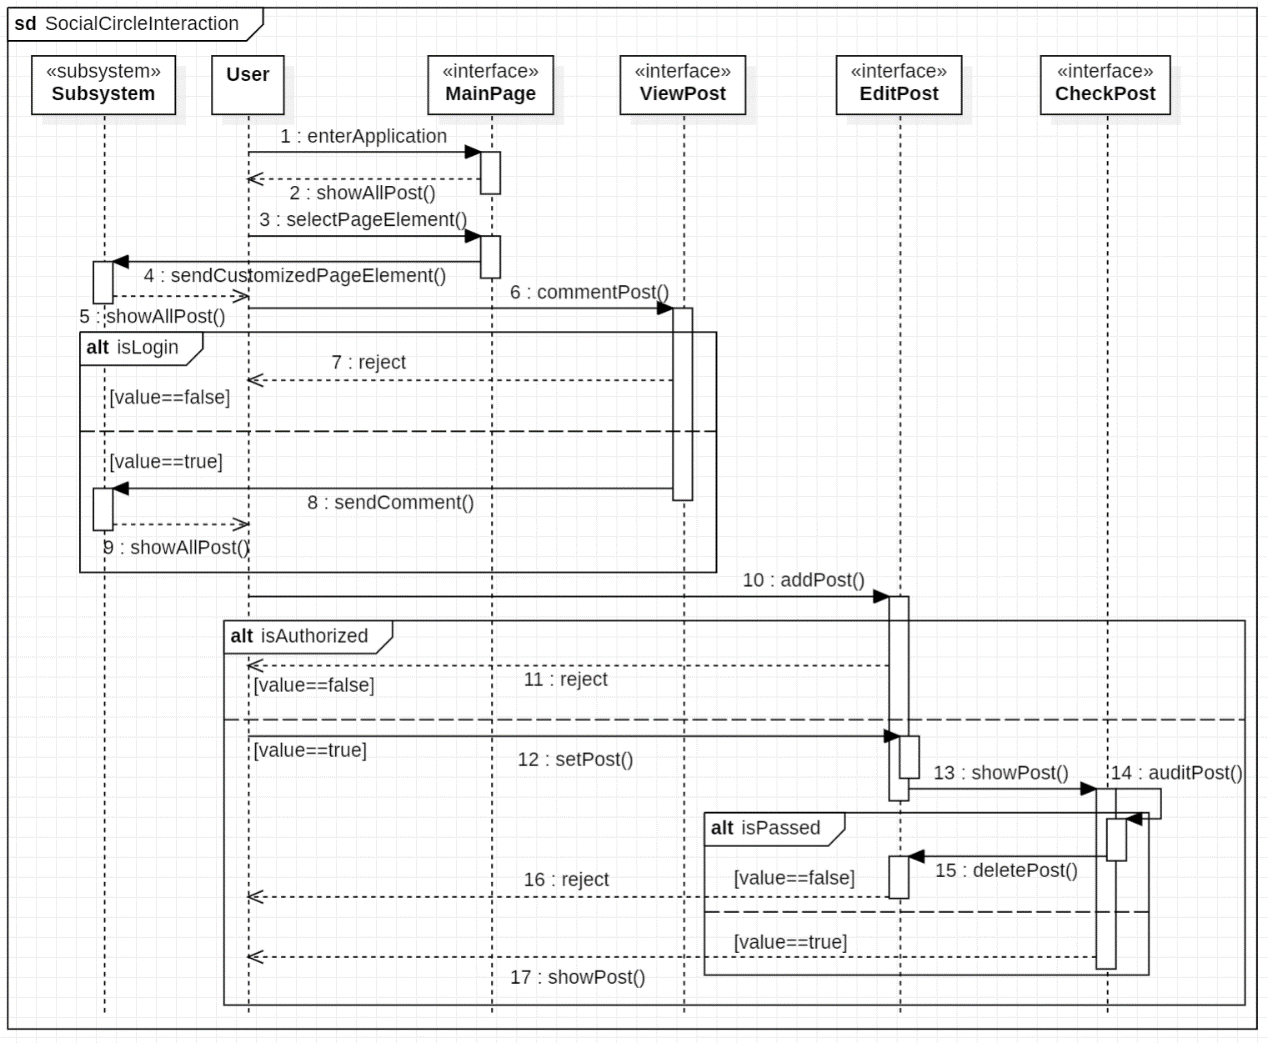 sd SocialCircleInteraction
«subsystem»
Subsystem
User
«interface»
MainPage
«interface»
ViewPost
«interface»
EditPost
«interface»
CheckPost
1 : enterApplication
2 : showAllPost()
3 : selectPageElement()
4 : sendCustomizedPageElement()
6 : commentPost()
5 : showAllPost()
alt isLogin
7 : reject
[value==false]
[value==true]
8 : sendComment()
9 : showAllPost()
10 : addPost()
alt isAuthorized
11 : reject
[value==false]
[value==true]
12 : setPost()
13 : showPost()
14 : auditPost()
alt isPassed
15 : deletePost()
16 : reject
[value==false]
[value==true]
17 : showPost()